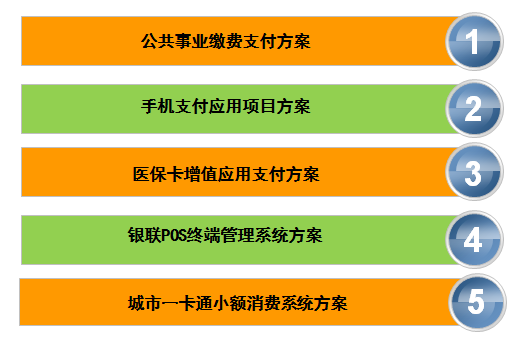 公共事业缴费支付方案 1
手机支付应用项目方案 2
医保卡增值应用支付方案 3
银联POS终端管理系统方案 4
城市一卡通小额消费系统方案 5